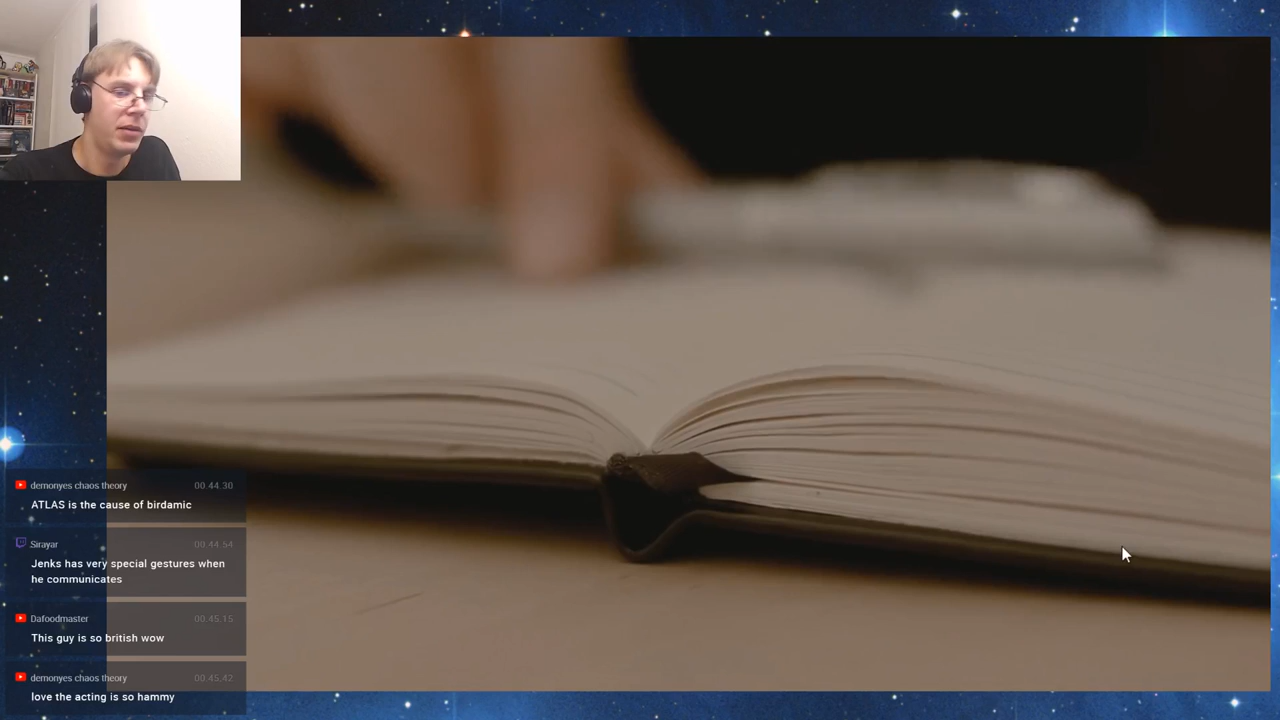 demonyes chaos theory 00:44.30
ATLAS is the cause of birdamic
Sirayar 00:44.54
Jenks has very special gestures when
he communicates
Dafoodmaster 00:45.15
This guy is so british wow
demonyes chaos theory 00:45.42
love the acting is so hammy